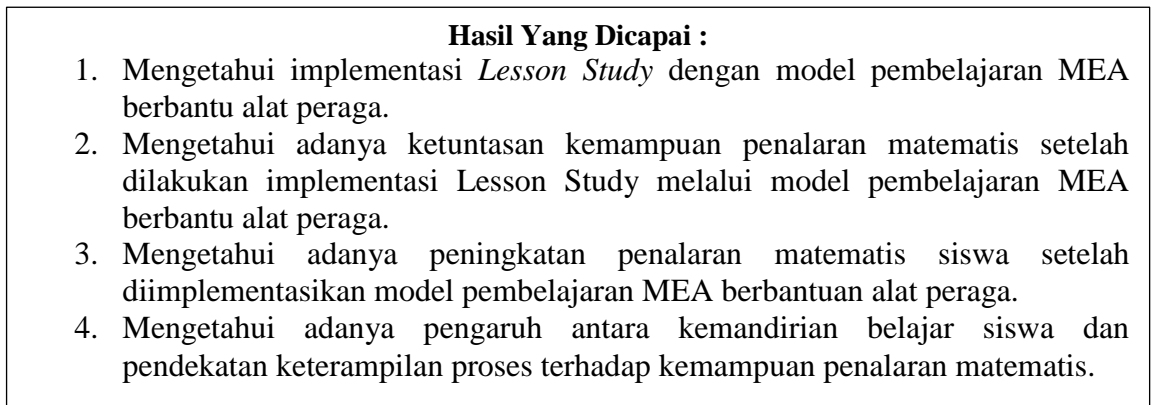 Hasil Yang Dicapai :
1. Mengetahui implementasi Lesson Study dengan model pembelajaran MEA
berbantu alat peraga.
2. Mengetahui adanya ketuntasan kemampuan penalaran matematis setelah
dilakukan implementasi Lesson Study melalui model pembelajaran MEA
berbantu alat peraga.
3. Mengetahui adanya peningkatan penalaran matematis siswa setelah
diimplementasikan model pembelajaran MEA berbantuan alat peraga.
4. Mengetahui adanya pengaruh antara kemandirian belajar siswa dan
pendekatan keterampilan proses terhadap kemampuan penalaran matematis.